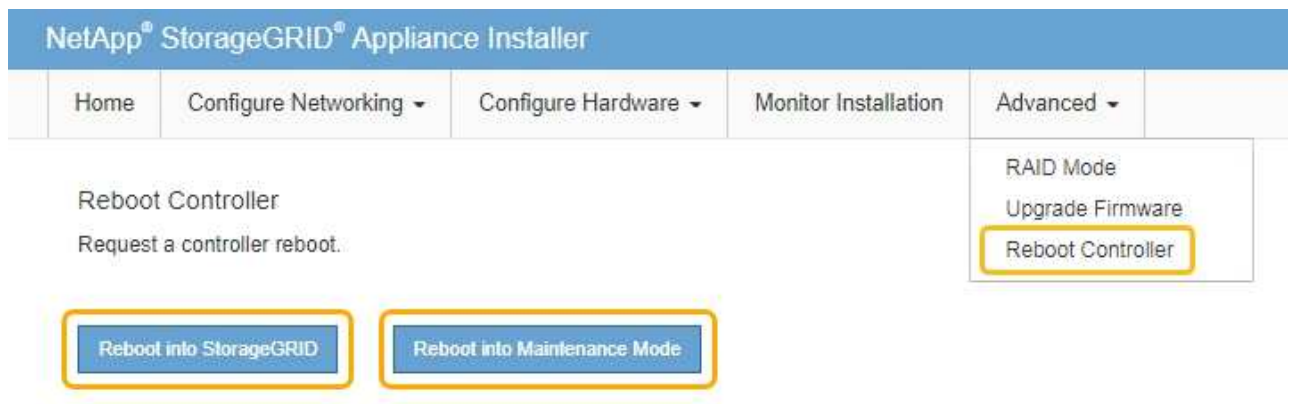 NetApp® StorageGRID® Appliance Installer
Home Configure Networking Configure Hardware Monitor Installation Advanced
RAID Mode
Upgrade Firmware
Reboot Controller
Reboot Controller
Request a controller reboot.
Reboot into StorageGRID Reboot into Maintenance Mode